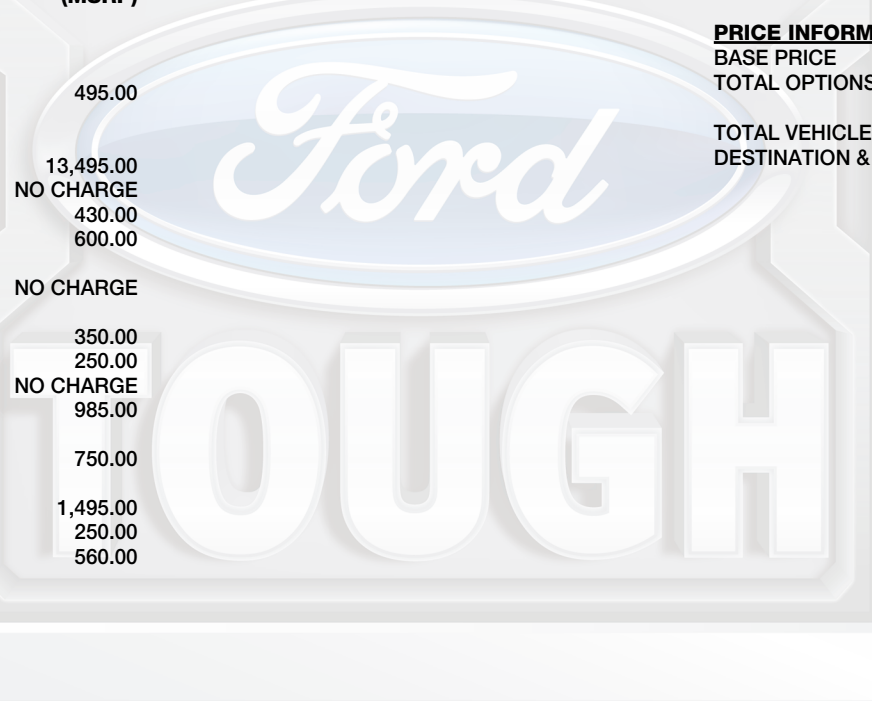 (MSRP)
495.00
13,495.00
NO CHARGE
430.00
600.00
NO CHARGE
350.00
250.00
NO CHARGE
985.00
750.00
1,495.00
250.00
560.00
PRICE INFORM
BASE PRICE
TOTAL OPTIONS
TOTAL VEHICLE
DESTINATION &
Ford
TOUGH